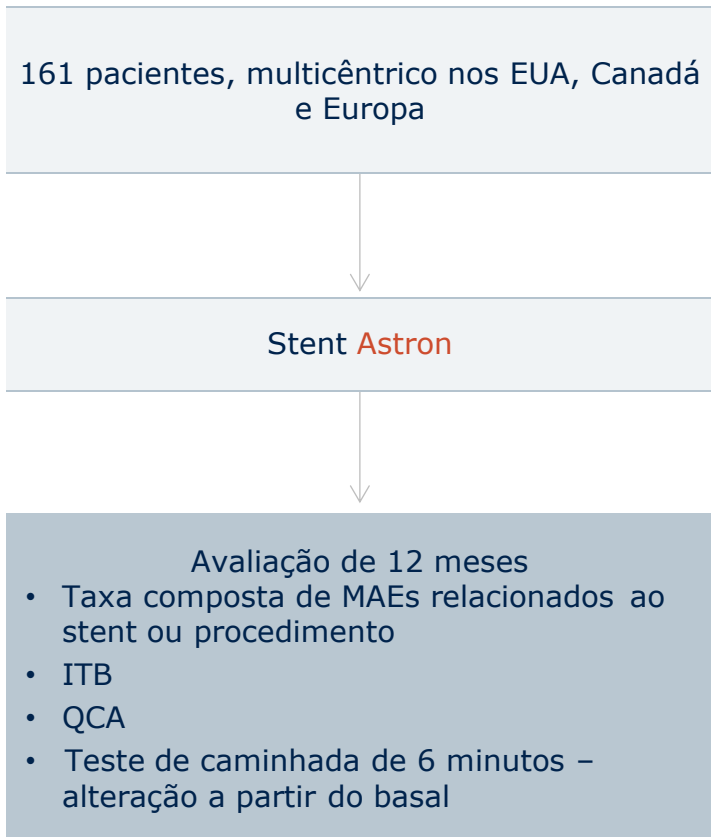 161 pacientes, multicêntrico nos EUA, Canadá
e Europa
Stent Astron
Avaliação de 12 meses
• Taxa composta de MAEs relacionados ao
stent ou procedimento
• ITB
• QCA
• Teste de caminhada de 6 minutos –
alteração a partir do basal